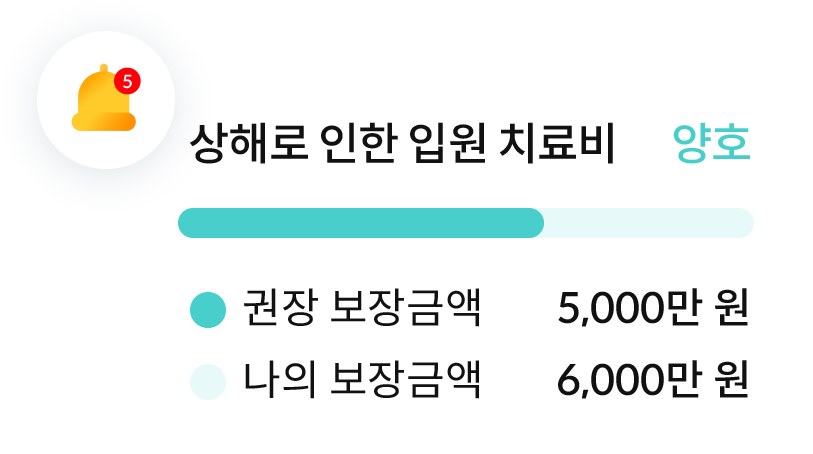 5
상해로 인한 입원 치료비 양호
권장 보장금액 5,000만 원
나의 보장금액 6,000만 원